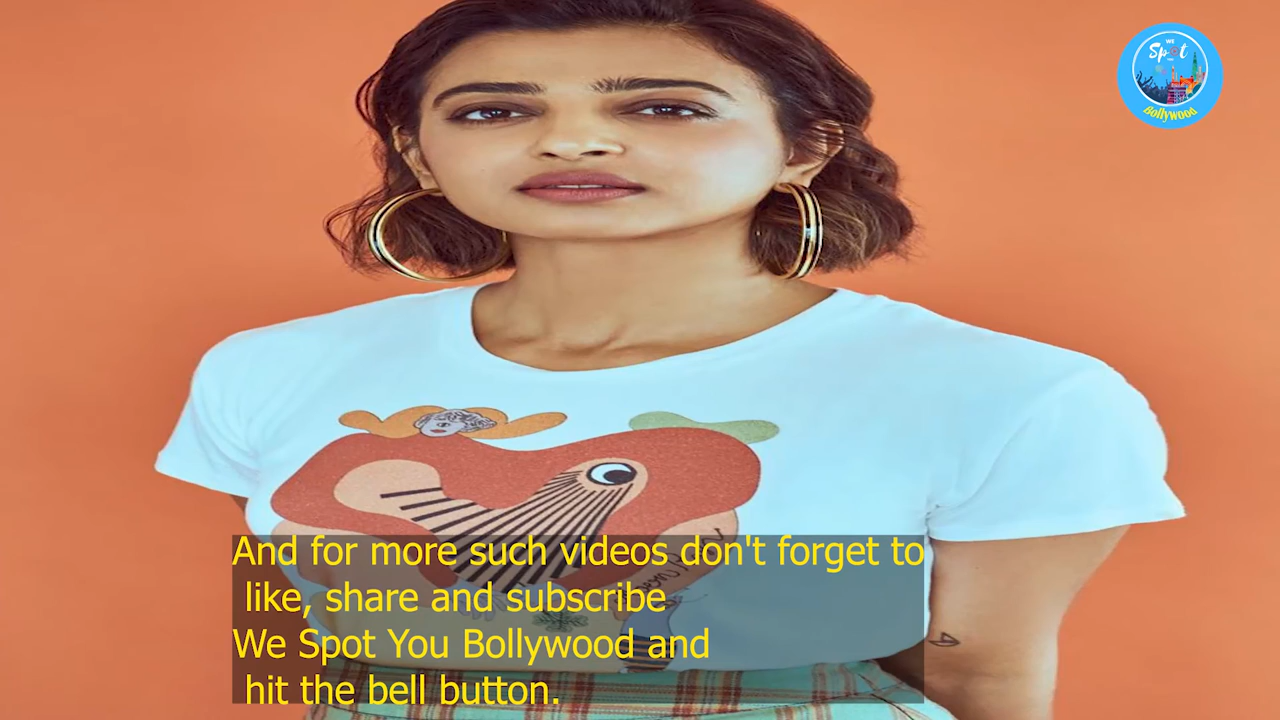 WE
Spot
Bollywood
And for more such videos don't forget to
like, share and subscribe
We Spot You Bollywood and
hit the bell button.